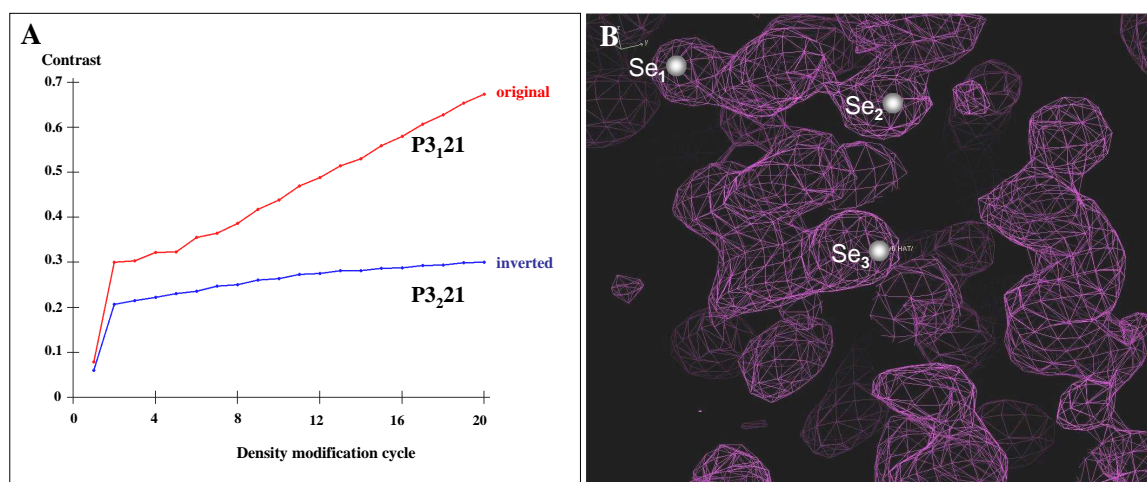 A
Contrast
0.7
0.6
0.5
0.4
0.3
0.2
0.1
0
0
4
8
12
16
20
Density modification cycle
original
P3₁21
inverted
P3₂21
B
y
Se₁
Se₂
Se₃